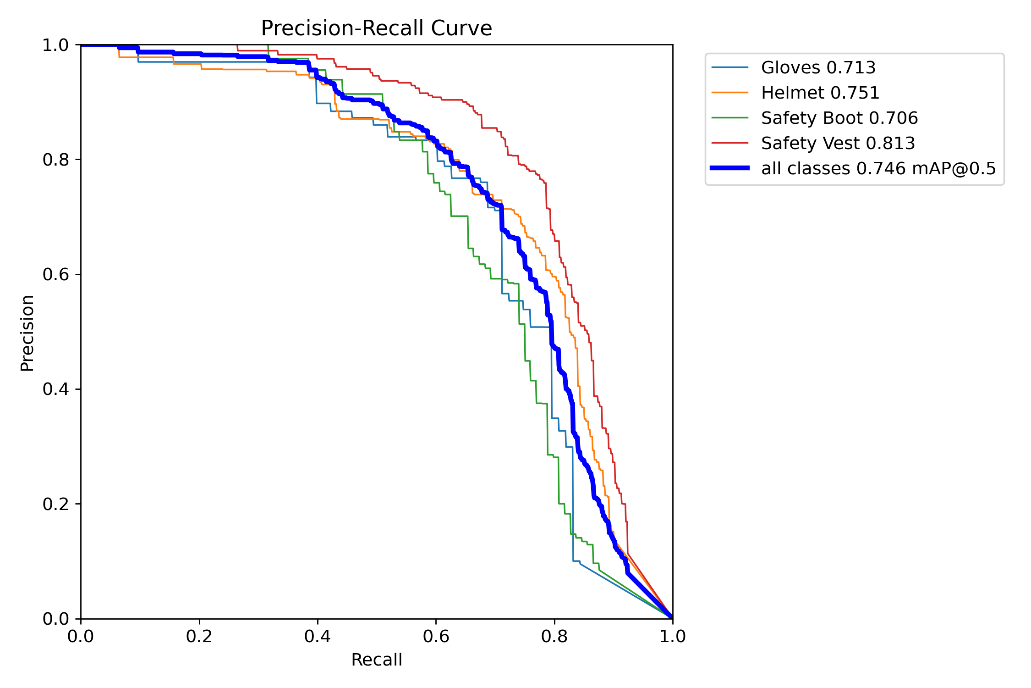 Precision-Recall Curve
1.0
0.8
0.6
0.4
0.2
0.0
Precision
0.0 0.2 0.4 0.6 0.8 1.0
Recall
Gloves 0.713
Helmet 0.751
Safety Boot 0.706
Safety Vest 0.813
all classes 0.746 mAP@0.5